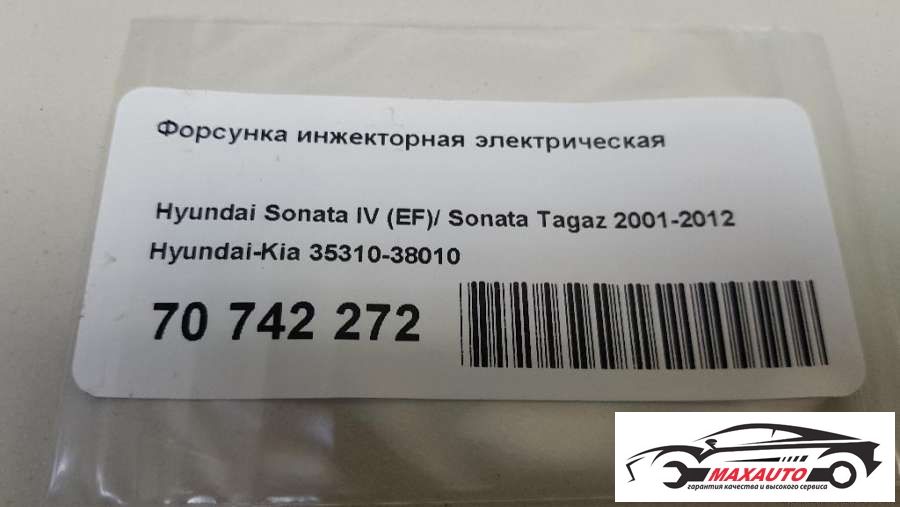 Форсунка инжекторная электрическая
Hyundai Sonata IV (EF)/ Sonata Tagaz 2001-2012
Hyundai-Kia 35310-38010
70 742 272
MAXAUTO
гарантия качества и высокого сервиса